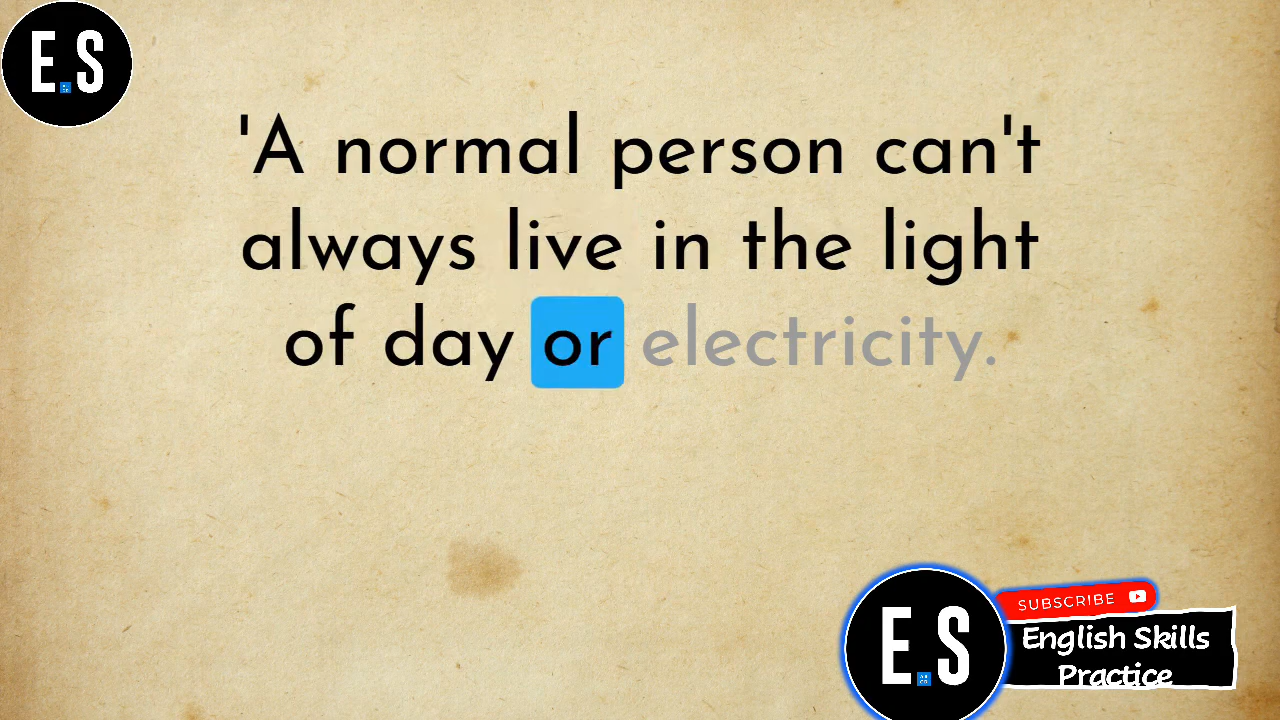 E.S
'A normal person can't
always live in the light
of day or electricity.
E.S
SUBSCRIBE
English Skills
Practice